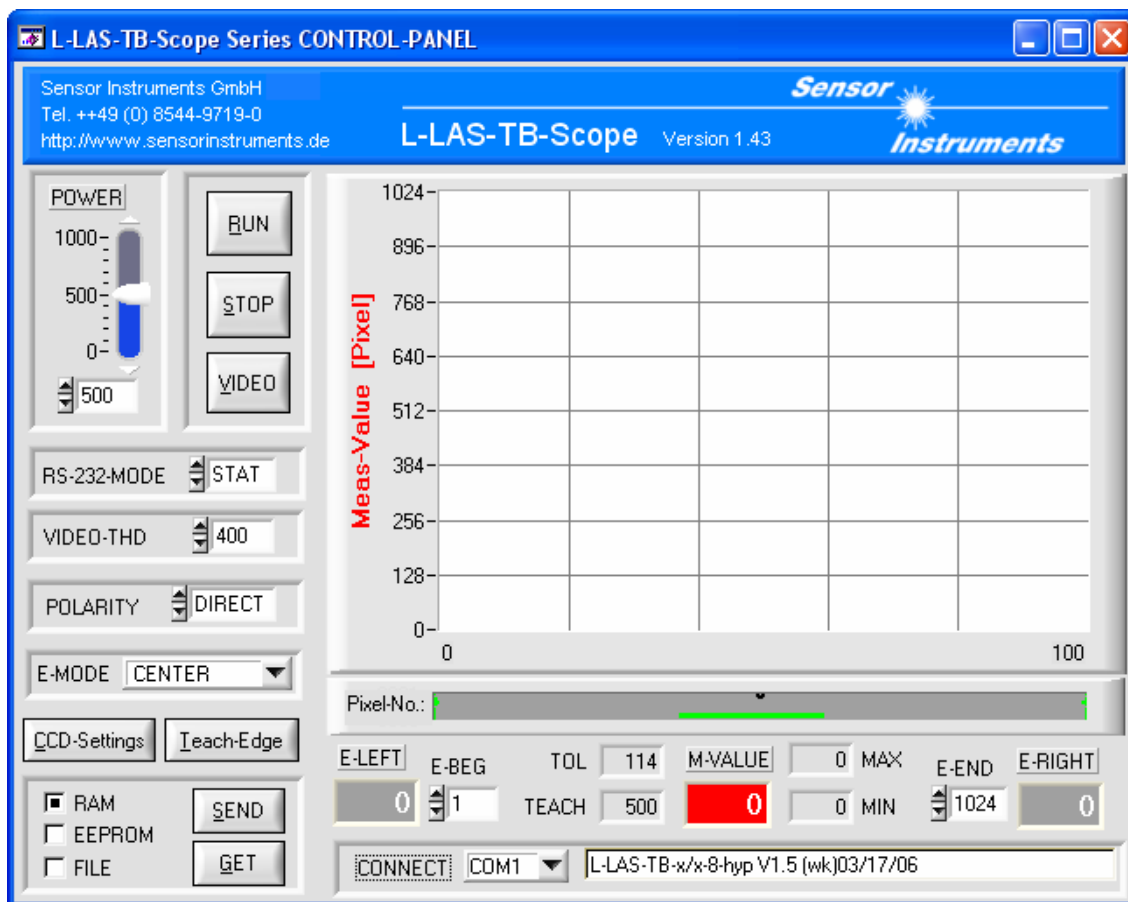 L-LAS-TB-Scope Series CONTROL-PANEL
Sensor Instruments GmbH
Tel. ++49 (0) 8544-9719-0
http://www.sensorinstruments.de
L-LAS-TB-Scope Version 1.43
Sensor
Instruments
POWER
1000
500
0
500
RUN
STOP
VIDEO
RS-232-MODE STAT
VIDEO-THD 400
POLARITY DIRECT
E-MODE CENTER
CCD-Settings Teach-Edge
RAM
EEPROM
FILE
SEND
GET
Meas-Value [Pixel]
1024
896
768
640
512
384
256
128
0
0 100
Pixel-No.:
E-LEFT E-BEG TOL 114 M-VALUE 0 MAX E-END E-RIGHT
0 1 TEACH 500 0 0 MIN 1024 0
CONNECT COM1 L-LAS-TB-x/x-8-hyp V1.5 (wk)03/17/06